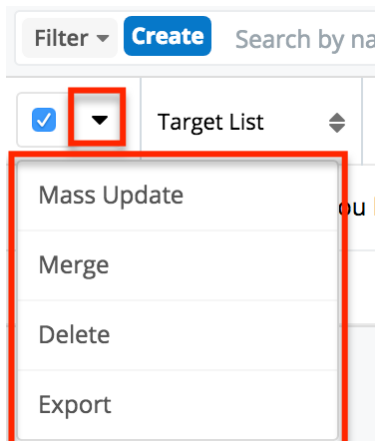 Filter Create Search by na
Target List
Mass Update
ou
Merge
Delete
Export